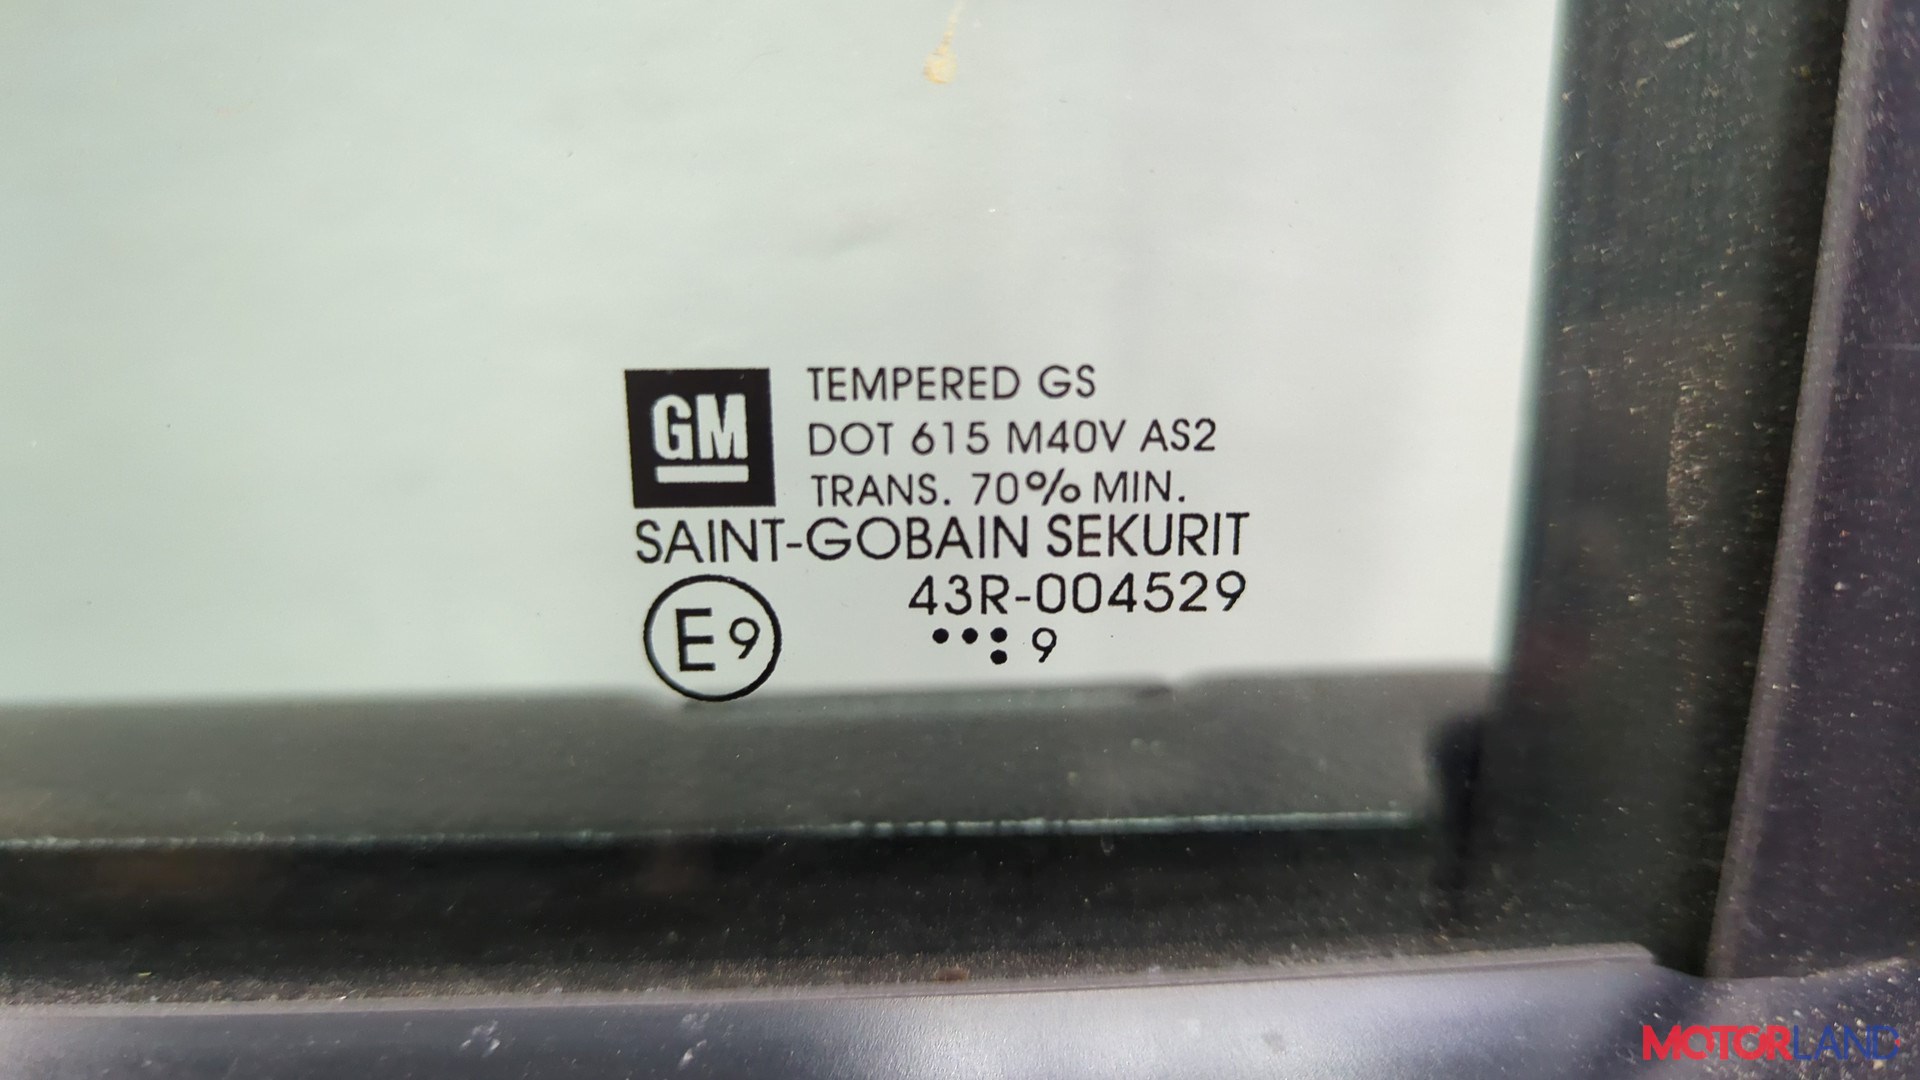 GM
TEMPERED GS
DOT 615 M40V AS2
TRANS. 70% MIN.
SAINT-GOBAIN SEKURIT
E9
43R-004529
9
MOTORLAND